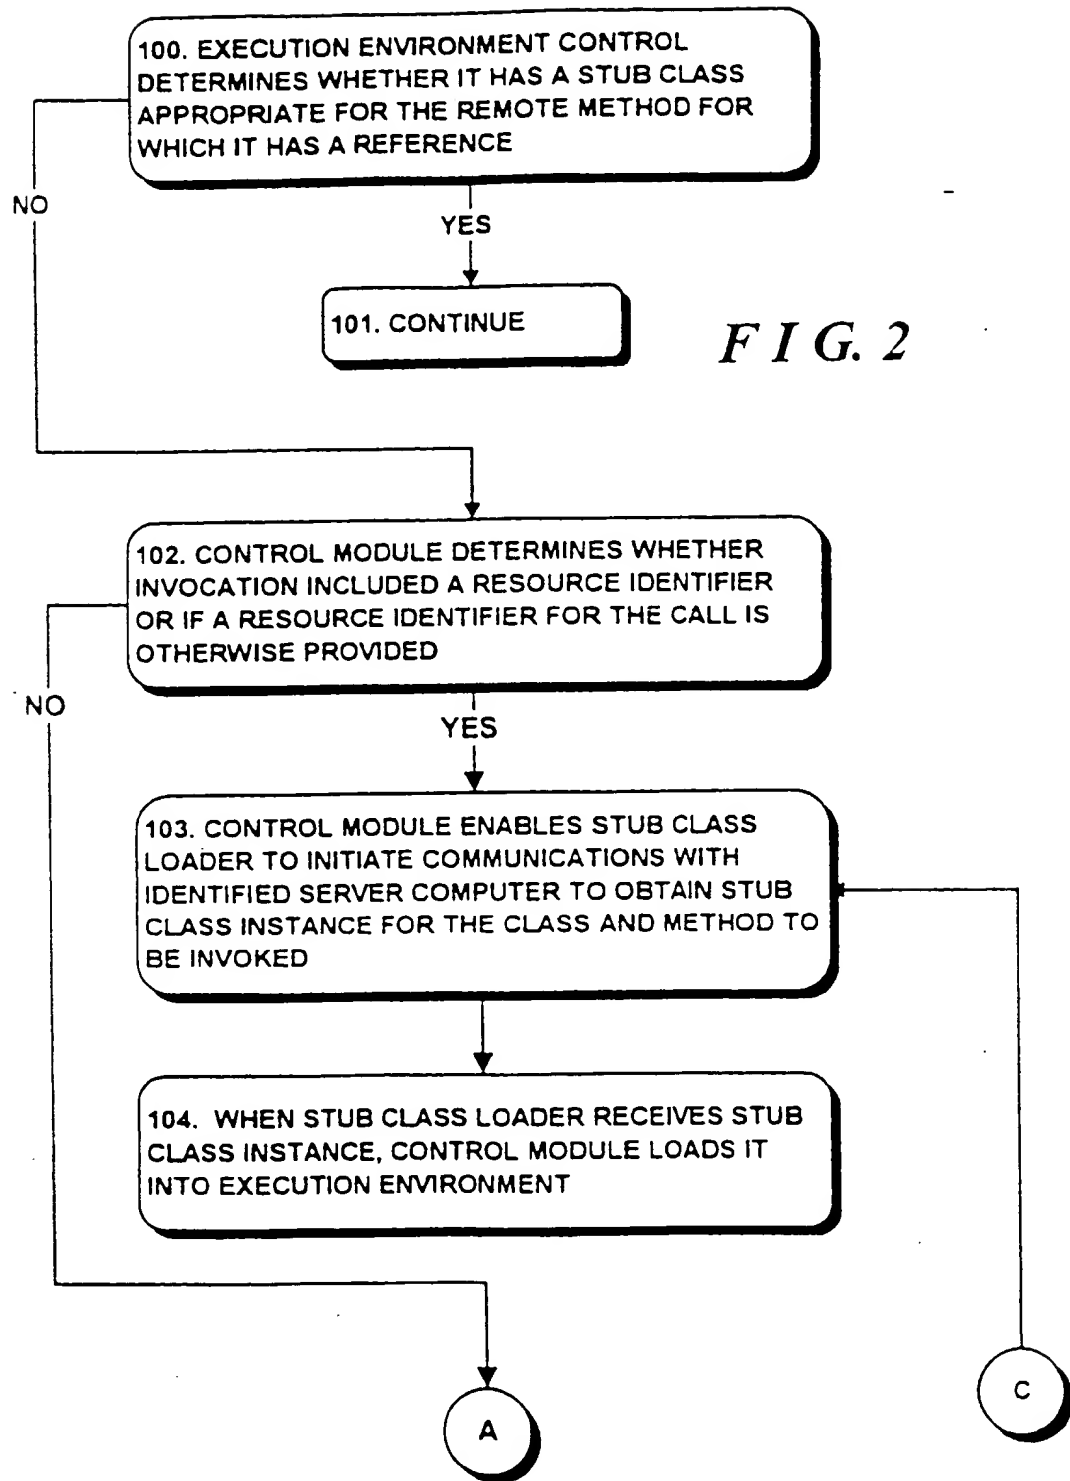 100. EXECUTION ENVIRONMENT CONTROL
DETERMINES WHETHER IT HAS A STUB CLASS
APPROPRIATE FOR THE REMOTE METHOD FOR
WHICH IT HAS A REFERENCE
NO
YES
101. CONTINUE
FIG. 2
102. CONTROL MODULE DETERMINES WHETHER
INVOCATION INCLUDED A RESOURCE IDENTIFIER
OR IF A RESOURCE IDENTIFIER FOR THE CALL IS
OTHERWISE PROVIDED
NO
YES
103. CONTROL MODULE ENABLES STUB CLASS
LOADER TO INITIATE COMMUNICATIONS WITH
IDENTIFIED SERVER COMPUTER TO OBTAIN STUB
CLASS INSTANCE FOR THE CLASS AND METHOD TO
BE INVOKED
104. WHEN STUB CLASS LOADER RECEIVES STUB
CLASS INSTANCE, CONTROL MODULE LOADS IT
INTO EXECUTION ENVIRONMENT
C
A